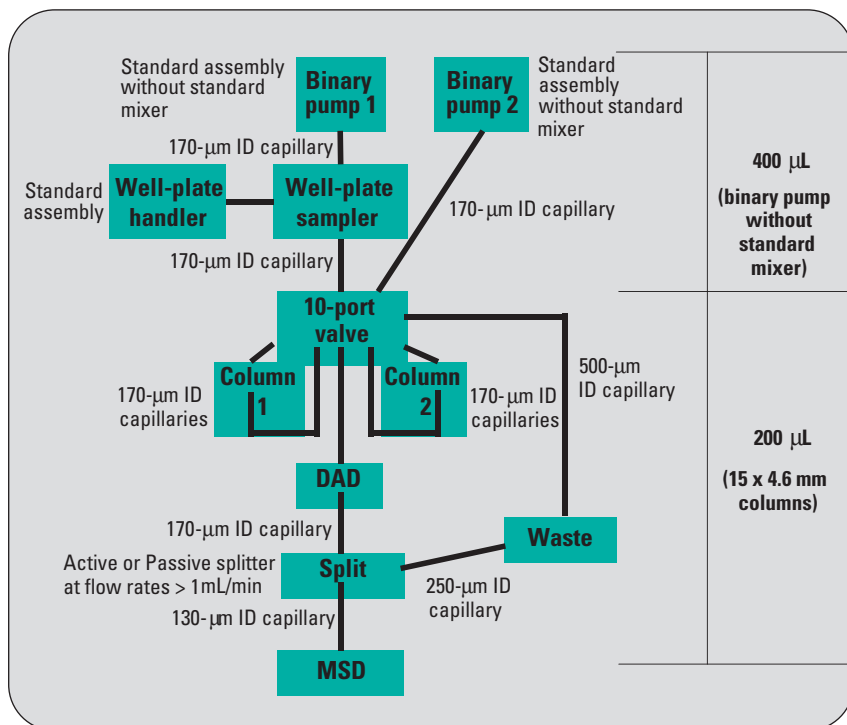 Standard assembly
without standard
mixer
Binary
pump 1
Binary
pump 2
Standard
assembly
without standard
mixer
170-µm ID capillary
400 µL
(binary pump
without
standard
mixer)
Standard
assembly
Well-plate
handler
Well-plate
sampler
170-µm ID capillary
170-µm ID capillary
10-port
valve
500-µm
ID capillary
170-µm ID
capillaries
Column
1
Column
2
170-µm ID
capillaries
200 µL
(15 x 4.6 mm
columns)
DAD
170-µm ID capillary
Waste
Active or Passive splitter
at flow rates > 1mL/min
Split
250-µm ID
capillary
130-µm ID capillary
MSD